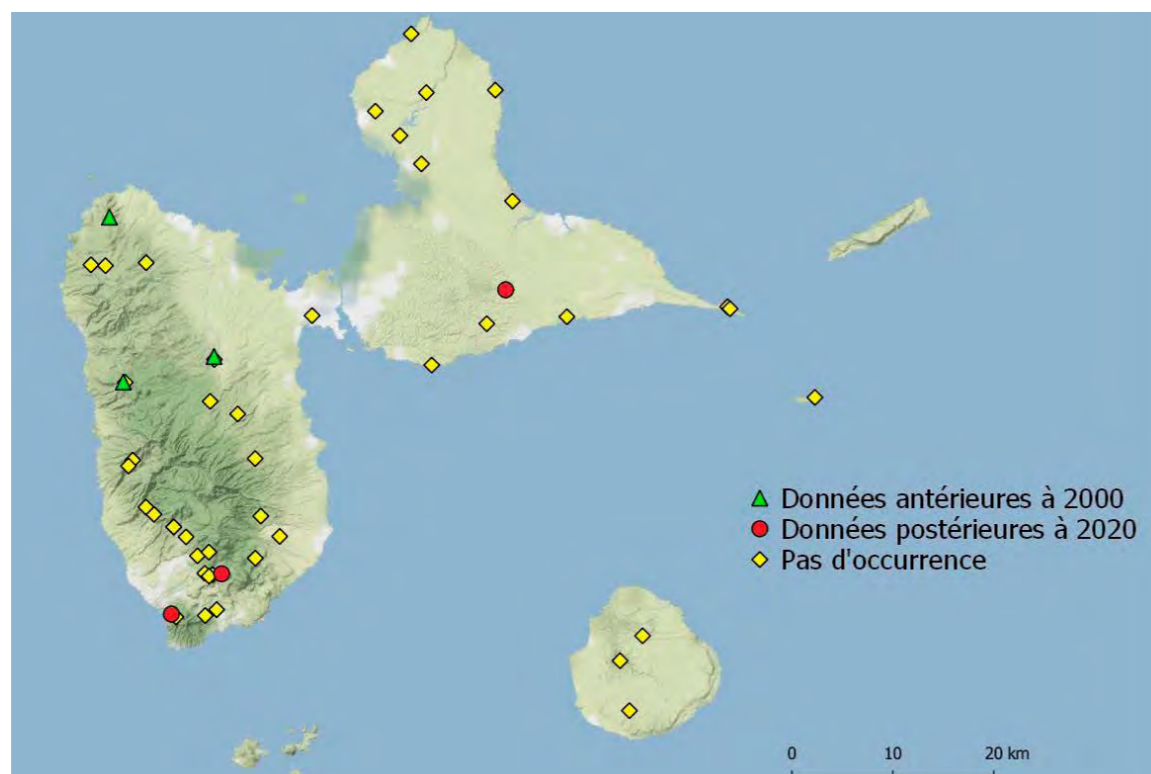 Données antérieures à 2000
Données postérieures à 2020
Pas d'occurrence
0 10 20 km